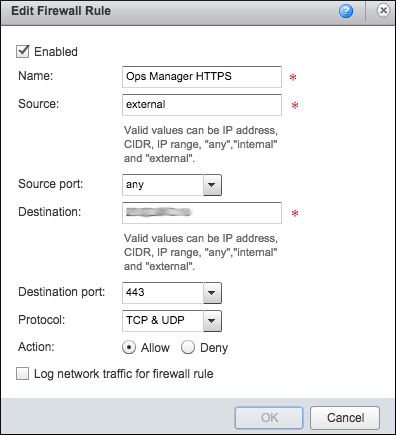 Edit Firewall Rule
Enabled
Name: Ops Manager HTTPS *
Source: external *
Valid values can be IP address,
CIDR, IP range, "any","internal"
and "external".
Source port: any
Destination: *
Valid values can be IP address,
CIDR, IP range, "any","internal"
and "external".
Destination port: 443
Protocol: TCP & UDP
Action: Allow Deny
Log network traffic for firewall rule
OK Cancel